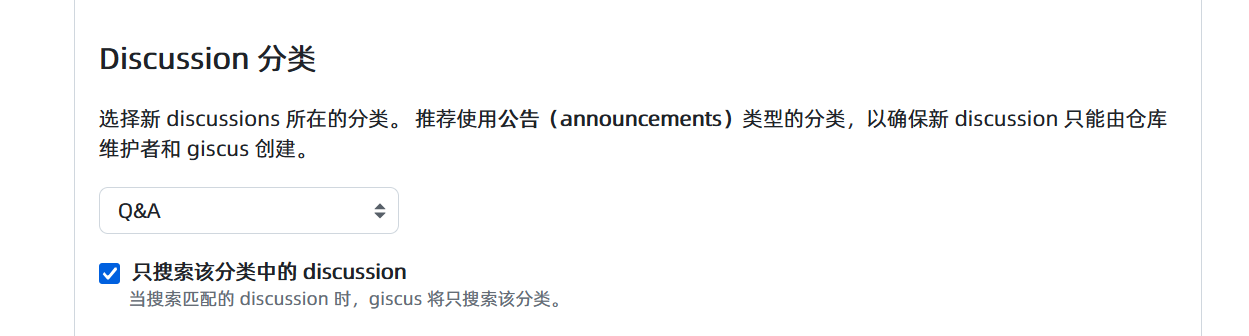 Discussion 分类
选择新 discussions 所在的分类。 推荐使用公告（announcements）类型的分类，以确保新 discussion 只能由仓库
维护者和 giscus 创建。
Q&A
只搜索该分类中的 discussion
当搜索匹配的 discussion 时，giscus 将只搜索该分类。